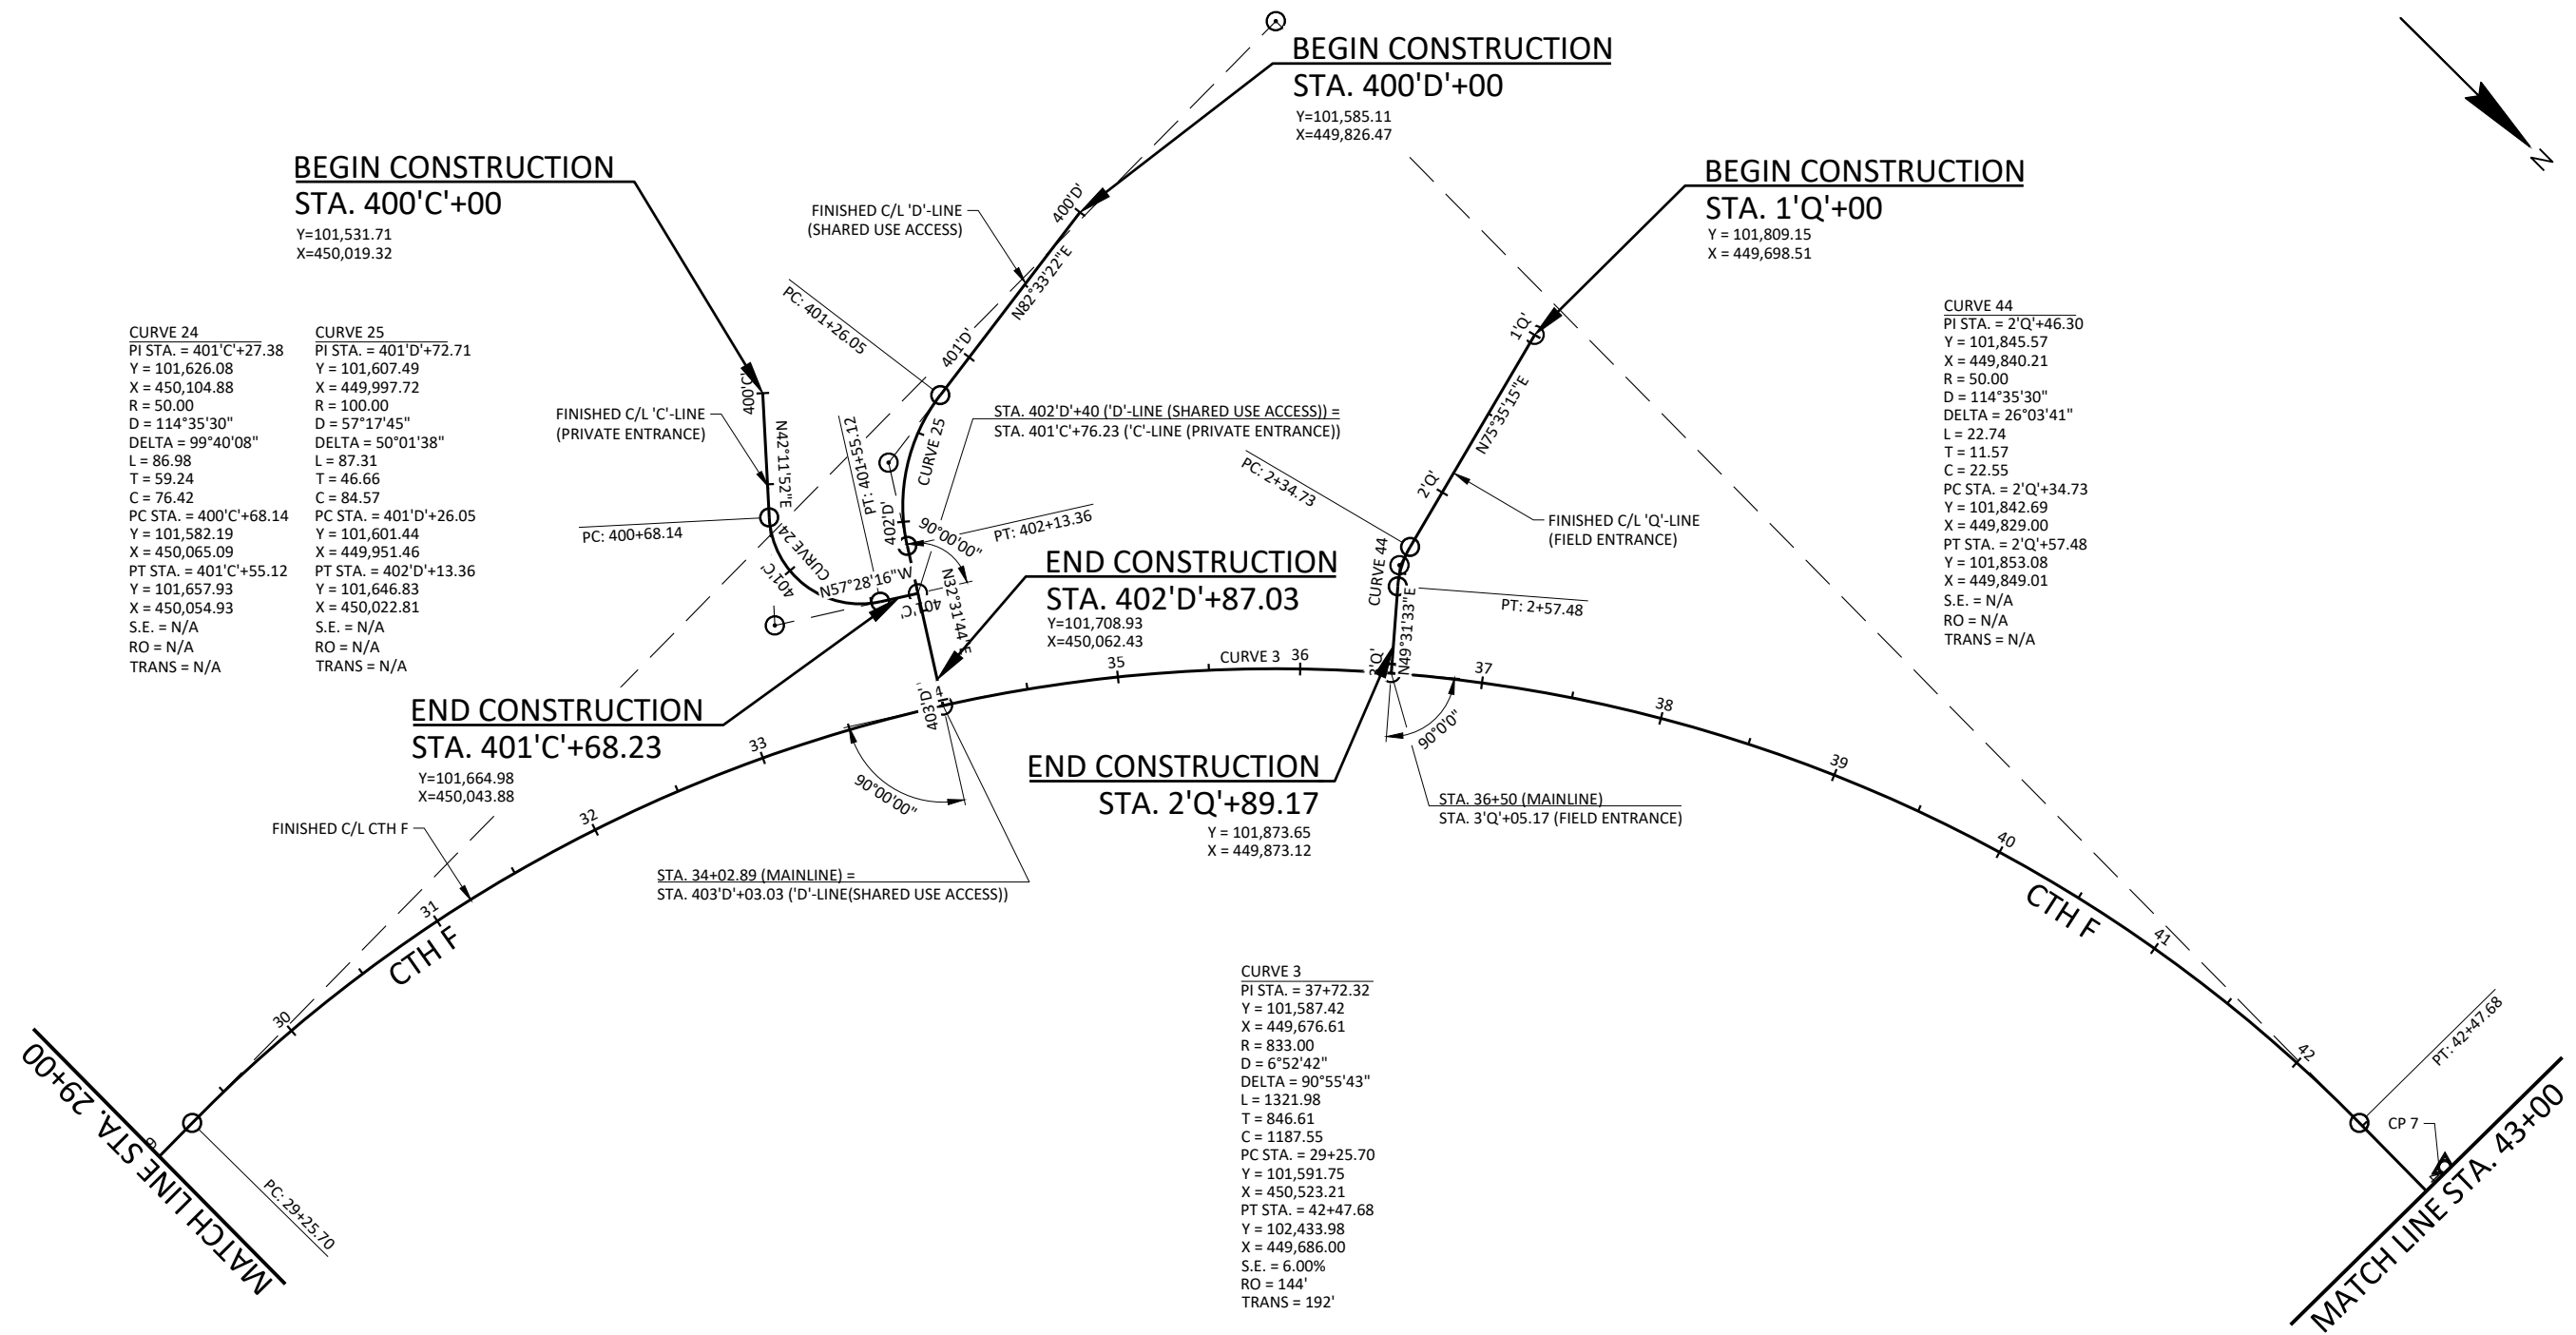 BEGIN CONSTRUCTION
STA. 400'D'+00
Y=101,585.11
X=449,826.47
N
BEGIN CONSTRUCTION
STA. 400'C'+00
Y=101,531.71
X=450,019.32
BEGIN CONSTRUCTION
STA. 1'Q'+00
Y = 101,809.15
X = 449,698.51
FINISHED C/L 'D'-LINE
(SHARED USE ACCESS)
400'D'
N82°33'22"E
PC: 401+26.05
401'D'
CURVE 24
PI STA. = 401'C'+27.38
Y = 101,626.08
X = 450,104.88
R = 50.00
D = 114°35'30"
DELTA = 99°40'08"
L = 86.98
T = 59.24
C = 76.42
PC STA. = 400'C'+68.14
Y = 101,582.19
X = 450,065.09
PT STA. = 401'C'+55.12
Y = 101,657.93
X = 450,054.93
S.E. = N/A
RO = N/A
TRANS = N/A
CURVE 25
PI STA. = 401'D'+72.71
Y = 101,607.49
X = 449,997.72
R = 100.00
D = 57°17'45"
DELTA = 50°01'38"
L = 87.31
T = 46.66
C = 84.57
PC STA. = 401'D'+26.05
Y = 101,601.44
X = 449,951.46
PT STA. = 402'D'+13.36
Y = 101,646.83
X = 450,022.81
S.E. = N/A
RO = N/A
TRANS = N/A
CURVE 44
PI STA. = 2'Q'+46.30
Y = 101,845.57
X = 449,840.21
R = 50.00
D = 114°35'30"
DELTA = 26°03'41"
L = 22.74
T = 11.57
C = 22.55
PC STA. = 2'Q'+34.73
Y = 101,842.69
X = 449,829.00
PT STA. = 2'Q'+57.48
Y = 101,853.08
X = 449,849.01
S.E. = N/A
RO = N/A
TRANS = N/A
400'C'
FINISHED C/L 'C'-LINE
(PRIVATE ENTRANCE)
N42°11'52"E
PC: 400+68.14
CURVE 24
401'C'
PT: 401+55.12
CURVE 25
402'D'
STA. 402'D'+40 ('D'-LINE (SHARED USE ACCESS)) =
STA. 401'C'+76.23 ('C'-LINE (PRIVATE ENTRANCE))
90°00'00"
PT: 402+13.36
N57°28'16"W
N32°31'44"E
1'Q'
N75°35'15"E
2'Q'
PC: 2+34.73
FINISHED C/L 'Q'-LINE
(FIELD ENTRANCE)
CURVE 44
PT: 2+57.48
N49°31'33"E
3'Q'
END CONSTRUCTION
STA. 402'D'+87.03
Y=101,708.93
X=450,062.43
END CONSTRUCTION
STA. 401'C'+68.23
Y=101,664.98
X=450,043.88
403'D'
END CONSTRUCTION
STA. 2'Q'+89.17
Y = 101,873.65
X = 449,873.12
90°0'0"
STA. 36+50 (MAINLINE)
STA. 3'Q'+05.17 (FIELD ENTRANCE)
90°00'00"
STA. 34+02.89 (MAINLINE) =
STA. 403'D'+03.03 ('D'-LINE(SHARED USE ACCESS))
FINISHED C/L CTH F
30
31
32
33
35
CURVE 3
36
37
38
39
40
41
42
CTH F
CTH F
MATCH LINE STA. 29+00
PC: 29+25.70
CURVE 3
PI STA. = 37+72.32
Y = 101,587.42
X = 449,676.61
R = 833.00
D = 6°52'42"
DELTA = 90°55'43"
L = 1321.98
T = 846.61
C = 1187.55
PC STA. = 29+25.70
Y = 101,591.75
X = 450,523.21
PT STA. = 42+47.68
Y = 102,433.98
X = 449,686.00
S.E. = 6.00%
RO = 144'
TRANS = 192'
PT: 42+47.68
CP 7
MATCH LINE STA. 43+00